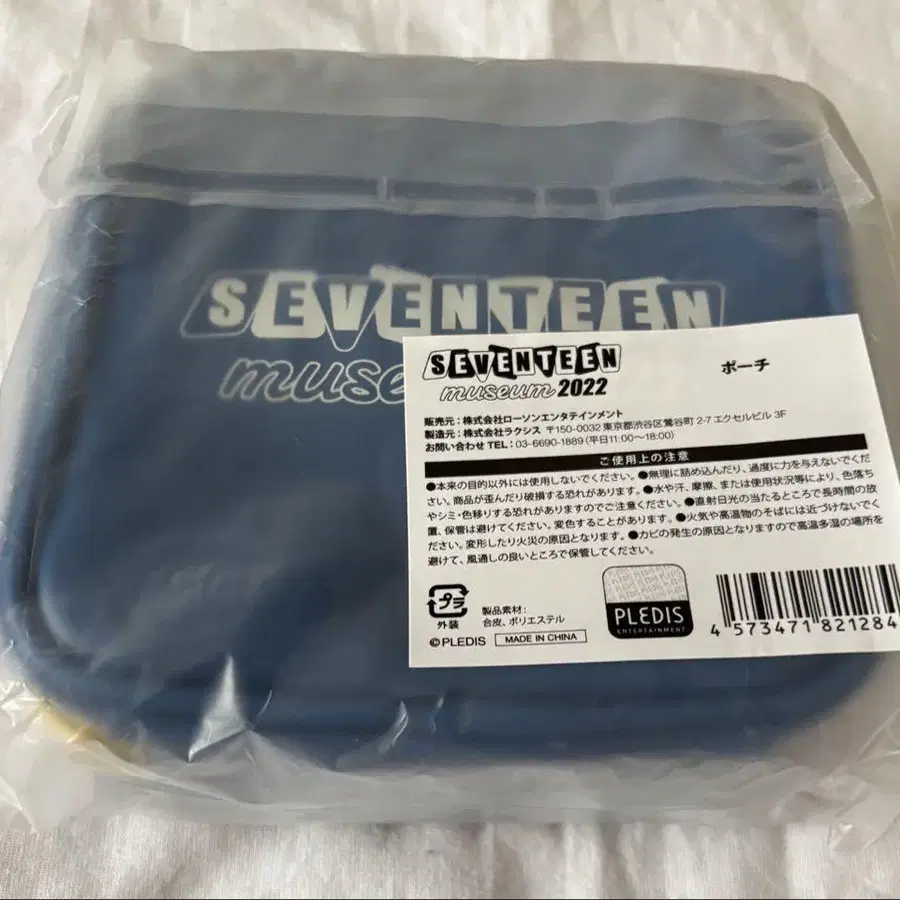 SEVENTEEN
muse
SEVENTEEN
museum 2022
ポーチ
販売元：株式会社ローソンエンタテインメント
製造元：株式会社ラクシス 〒150-0032 東京都渋谷区鶯谷町 2-7 エクセルビル 3F
お問い合わせ TEL：03-6690-1889（平日11:00〜18:00）
ご使用上の注意
●本来の目的以外には使用しないでください。●無理に詰め込んだり、過度に力を与えないでくだ
さい。商品が歪んだり破損する恐れがあります。●水や汗、摩擦、または使用状況等により、色落ち
やシミ・色移りする恐れがありますのでご注意ください。●直射日光の当たるところで長時間の放
置、保管は避けてください。変色することがあります。●火気や高温物のそばには近づけないでく
ださい。変形したり火災の原因となります。●カビの発生の原因となりますので高温多湿の場所を
避けて、風通しの良いところで保管してください。
プラ
外装
製品素材：
合皮、ポリエステル
©PLEDIS
MADE IN CHINA
PLEDIS
ENTERTAINMENT
4 573471 821284